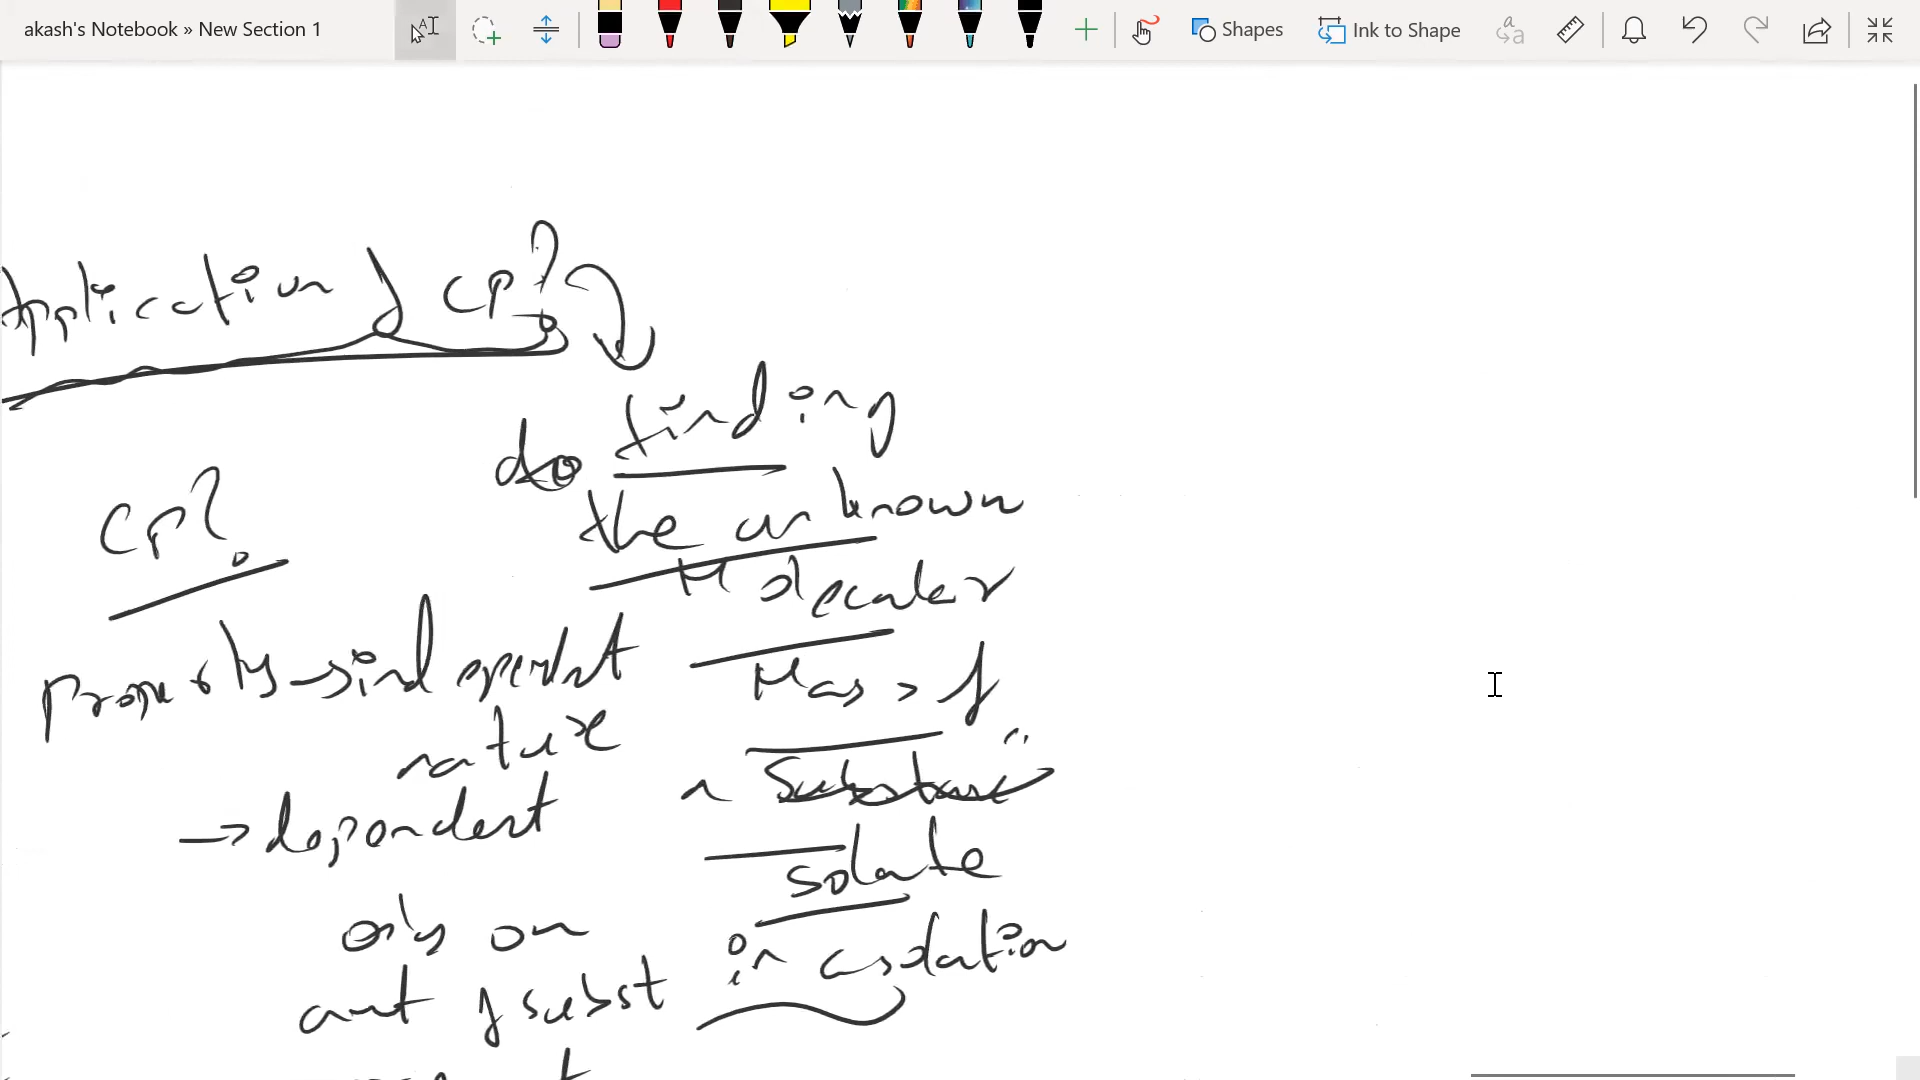 akash's Notebook » New Section 1
Shapes
Ink to Shape
Application of CP?
do finding
the unknown
Molecular
Mass of
a Substance
solute
in a solution
CP?
Property → independent
nature
→ dependent
only on
amt of subst